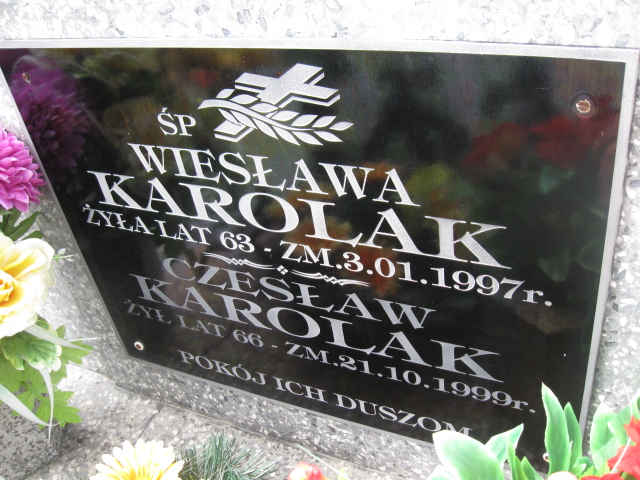 ŚP
WIESŁAWA
KAROLAK
ŻYŁA LAT 63 - ZM.3.01.1997r.
CZESŁAW
KAROLAK
ŻYŁ LAT 66 - ZM.21.10.1999r.
POKÓJ ICH DUSZOM